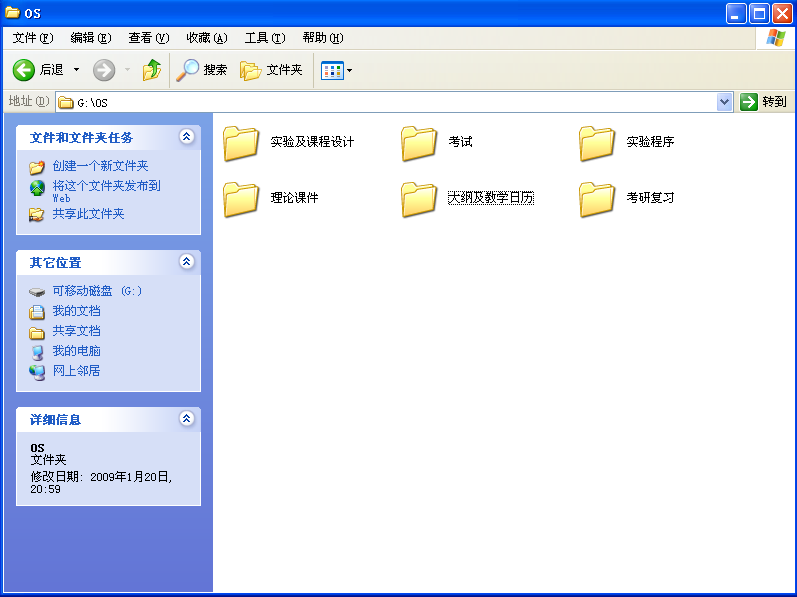 OS
文件(F) 编辑(E) 查看(V) 收藏(A) 工具(T) 帮助(H)
后退 搜索 文件夹
地址(D) G:\OS 转到
文件和文件夹任务
创建一个新文件夹
将这个文件夹发布到
Web
共享此文件夹
其它位置
可移动磁盘 (G:)
我的文档
共享文档
我的电脑
网上邻居
详细信息
OS
文件夹
修改日期: 2009年1月20日,
20:59
实验及课程设计 考试 实验程序
理论课件 大纲及教学日历 考研复习